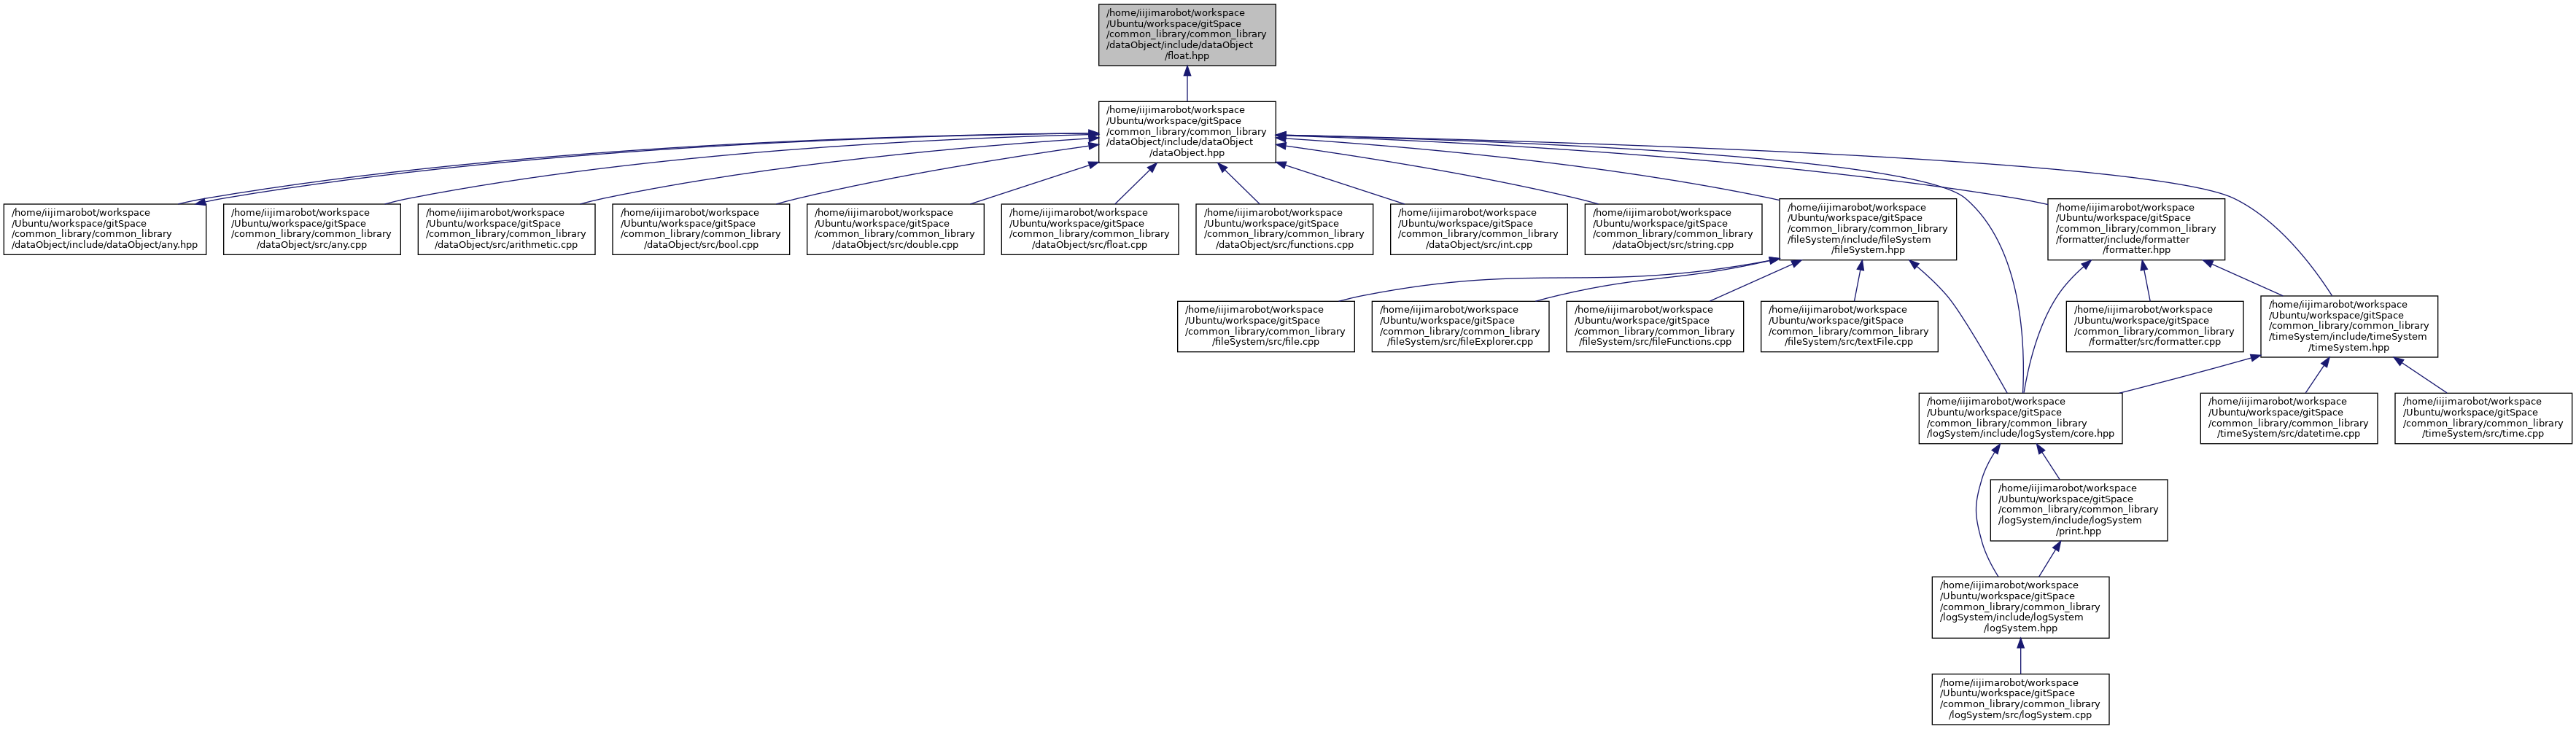 /home/iijimarobot/workspace
/Ubuntu/workspace/gitSpace
/common_library/common_library
/dataObject/include/dataObject
/float.hpp
/home/iijimarobot/workspace
/Ubuntu/workspace/gitSpace
/common_library/common_library
/dataObject/include/dataObject
/dataObject.hpp
/home/iijimarobot/workspace
/Ubuntu/workspace/gitSpace
/common_library/common_library
/dataObject/include/dataObject/any.hpp
/home/iijimarobot/workspace
/Ubuntu/workspace/gitSpace
/common_library/common_library
/dataObject/src/any.cpp
/home/iijimarobot/workspace
/Ubuntu/workspace/gitSpace
/common_library/common_library
/dataObject/src/arithmetic.cpp
/home/iijimarobot/workspace
/Ubuntu/workspace/gitSpace
/common_library/common_library
/dataObject/src/bool.cpp
/home/iijimarobot/workspace
/Ubuntu/workspace/gitSpace
/common_library/common_library
/dataObject/src/double.cpp
/home/iijimarobot/workspace
/Ubuntu/workspace/gitSpace
/common_library/common_library
/dataObject/src/float.cpp
/home/iijimarobot/workspace
/Ubuntu/workspace/gitSpace
/common_library/common_library
/dataObject/src/functions.cpp
/home/iijimarobot/workspace
/Ubuntu/workspace/gitSpace
/common_library/common_library
/dataObject/src/int.cpp
/home/iijimarobot/workspace
/Ubuntu/workspace/gitSpace
/common_library/common_library
/dataObject/src/string.cpp
/home/iijimarobot/workspace
/Ubuntu/workspace/gitSpace
/common_library/common_library
/fileSystem/include/fileSystem
/fileSystem.hpp
/home/iijimarobot/workspace
/Ubuntu/workspace/gitSpace
/common_library/common_library
/formatter/include/formatter
/formatter.hpp
/home/iijimarobot/workspace
/Ubuntu/workspace/gitSpace
/common_library/common_library
/fileSystem/src/file.cpp
/home/iijimarobot/workspace
/Ubuntu/workspace/gitSpace
/common_library/common_library
/fileSystem/src/fileExplorer.cpp
/home/iijimarobot/workspace
/Ubuntu/workspace/gitSpace
/common_library/common_library
/fileSystem/src/fileFunctions.cpp
/home/iijimarobot/workspace
/Ubuntu/workspace/gitSpace
/common_library/common_library
/fileSystem/src/textFile.cpp
/home/iijimarobot/workspace
/Ubuntu/workspace/gitSpace
/common_library/common_library
/formatter/src/formatter.cpp
/home/iijimarobot/workspace
/Ubuntu/workspace/gitSpace
/common_library/common_library
/timeSystem/include/timeSystem
/timeSystem.hpp
/home/iijimarobot/workspace
/Ubuntu/workspace/gitSpace
/common_library/common_library
/logSystem/include/logSystem/core.hpp
/home/iijimarobot/workspace
/Ubuntu/workspace/gitSpace
/common_library/common_library
/timeSystem/src/datetime.cpp
/home/iijimarobot/workspace
/Ubuntu/workspace/gitSpace
/common_library/common_library
/timeSystem/src/time.cpp
/home/iijimarobot/workspace
/Ubuntu/workspace/gitSpace
/common_library/common_library
/logSystem/include/logSystem
/print.hpp
/home/iijimarobot/workspace
/Ubuntu/workspace/gitSpace
/common_library/common_library
/logSystem/include/logSystem
/logSystem.hpp
/home/iijimarobot/workspace
/Ubuntu/workspace/gitSpace
/common_library/common_library
/logSystem/src/logSystem.cpp